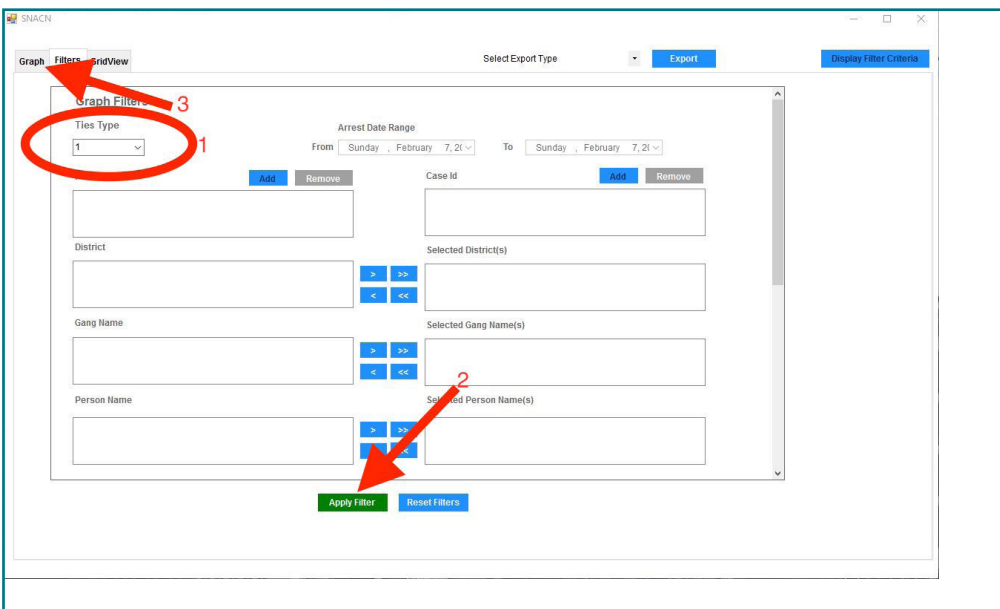 SNACN
Graph Filters GridView Select Export Type Export Display Filter Criteria
Graph Filters 3
Ties Type Arrest Date Range
1 1 From Sunday , February 7, 2( To Sunday , February 7, 2(
Add Remove Case Id Add Remove
District Selected District(s)
> >>
< <<
Gang Name Selected Gang Name(s)
> >>
< <<
2
Person Name Selected Person Name(s)
> >>
<<
Apply Filter Reset Filters